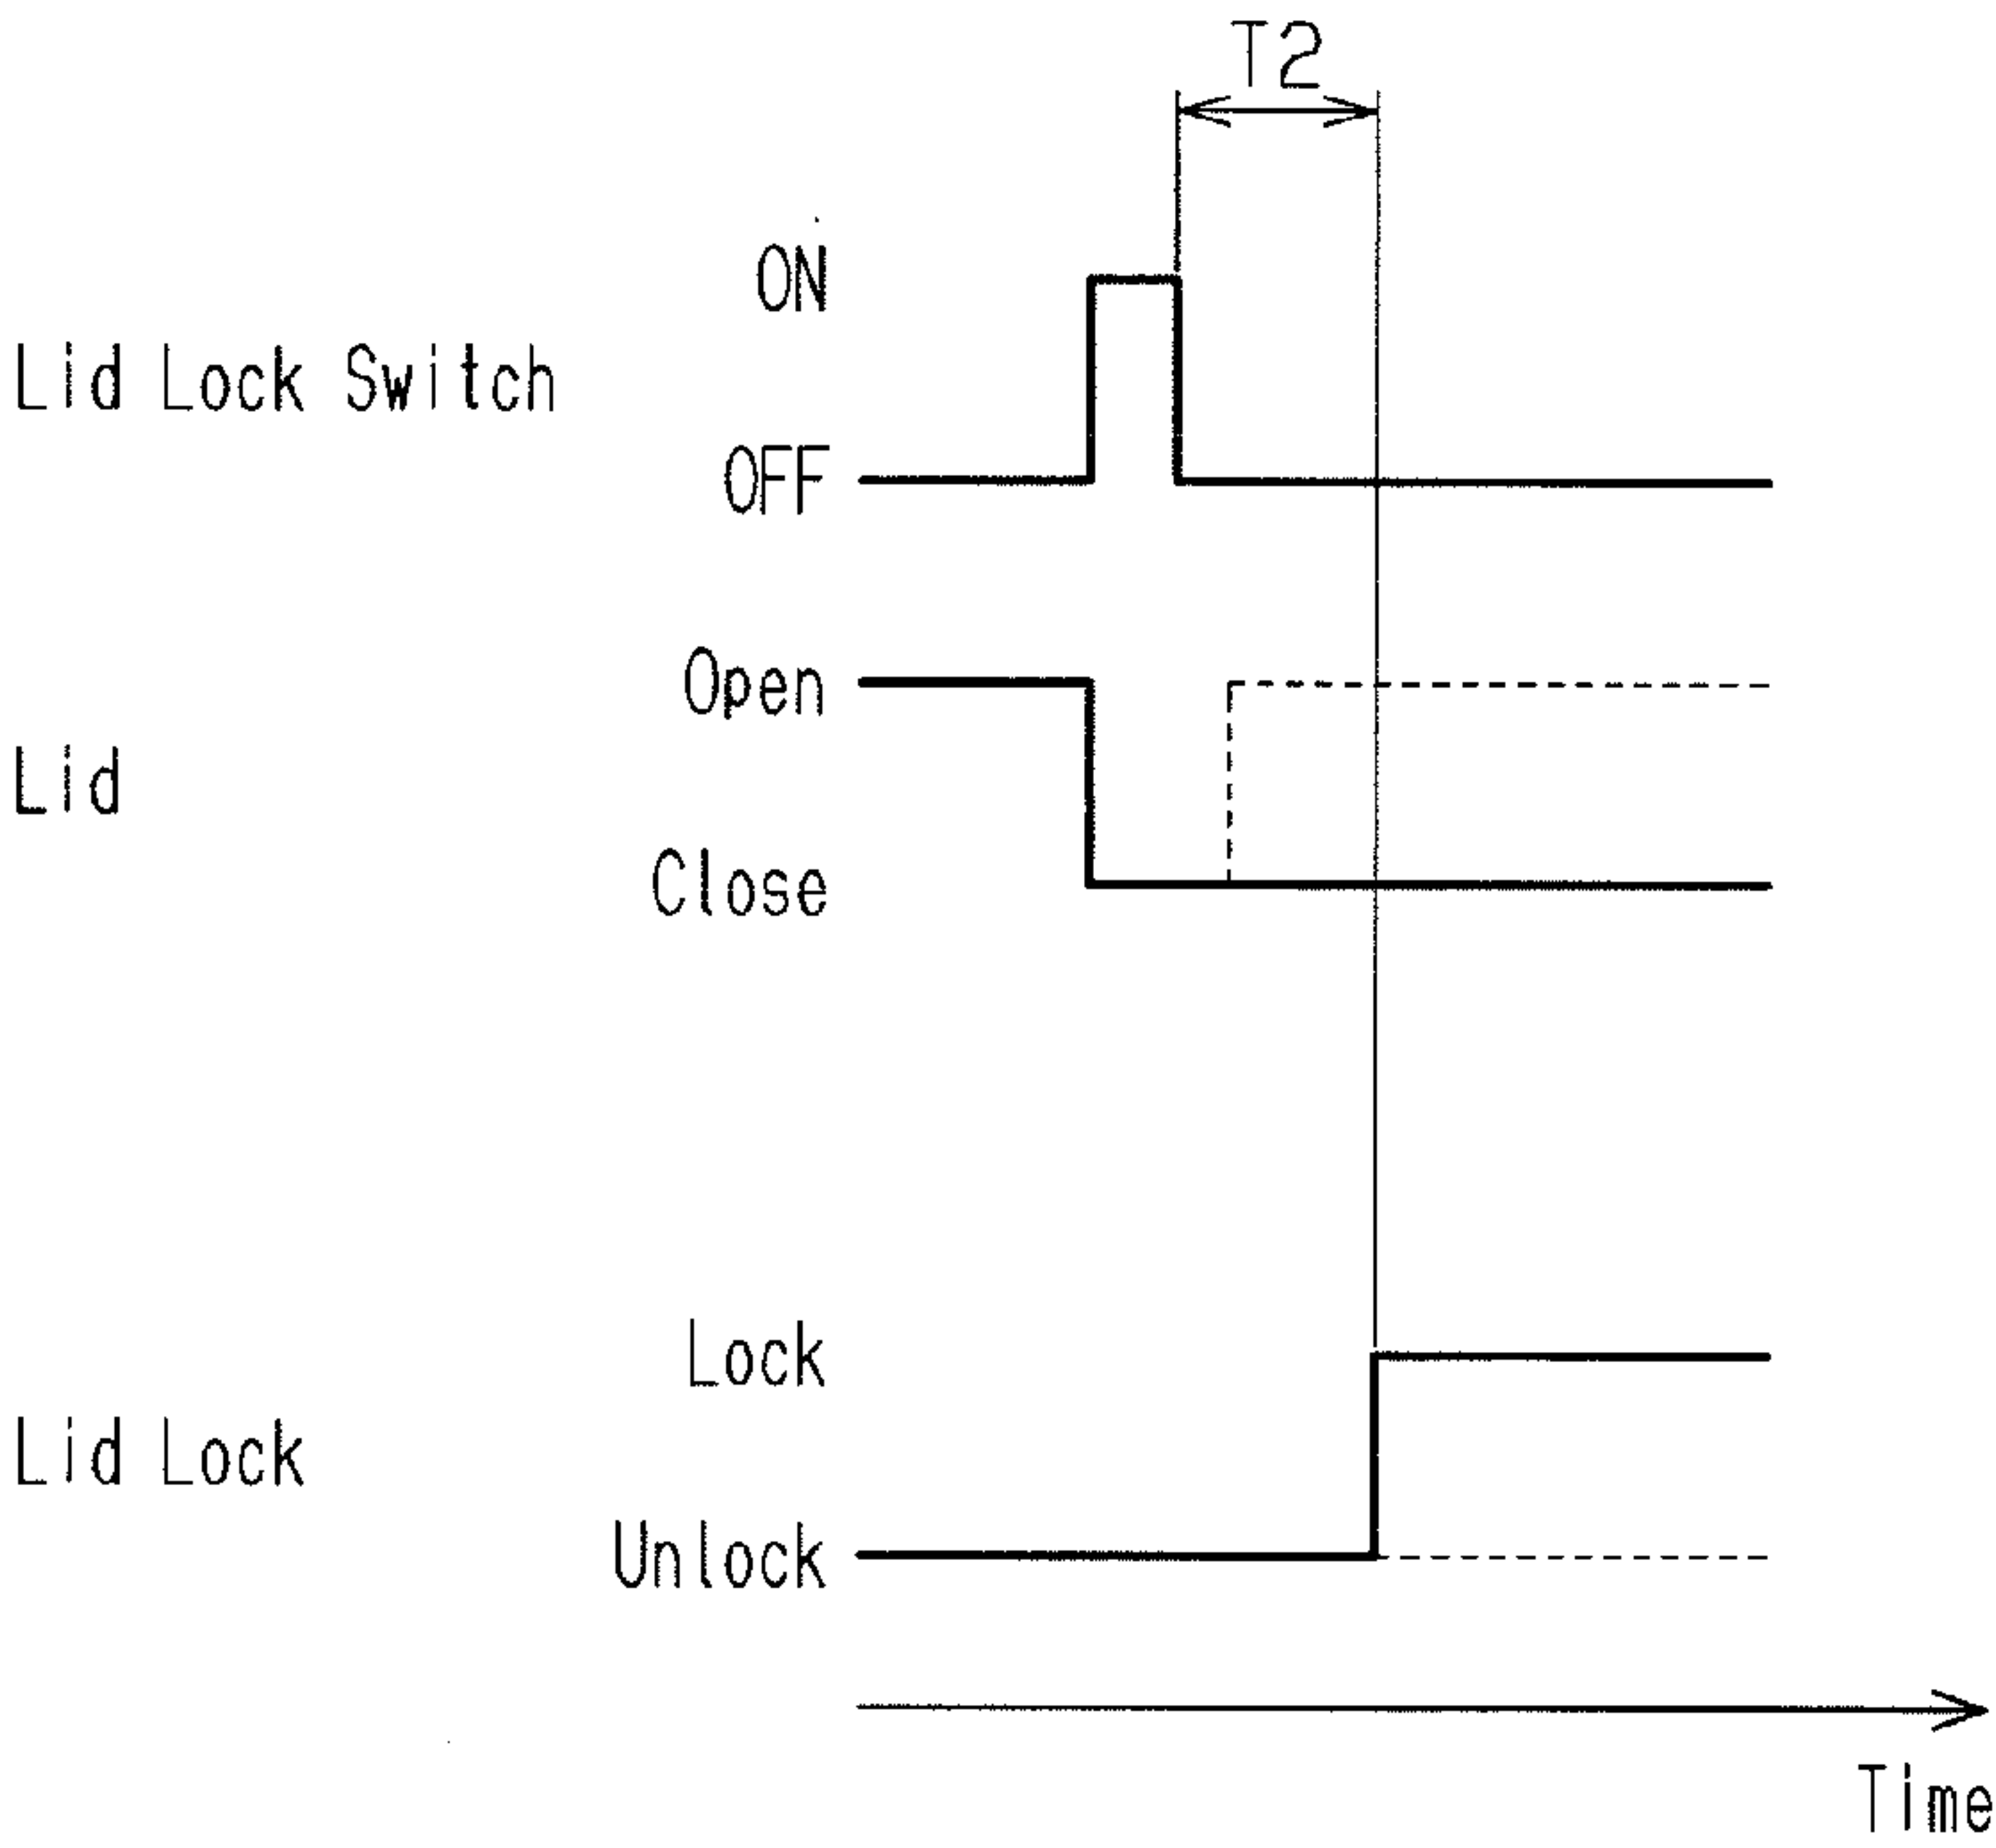 T2
ON
Lid Lock Switch
OFF
Open
Lid
Close
Lock
Lid Lock
Unlock
Time